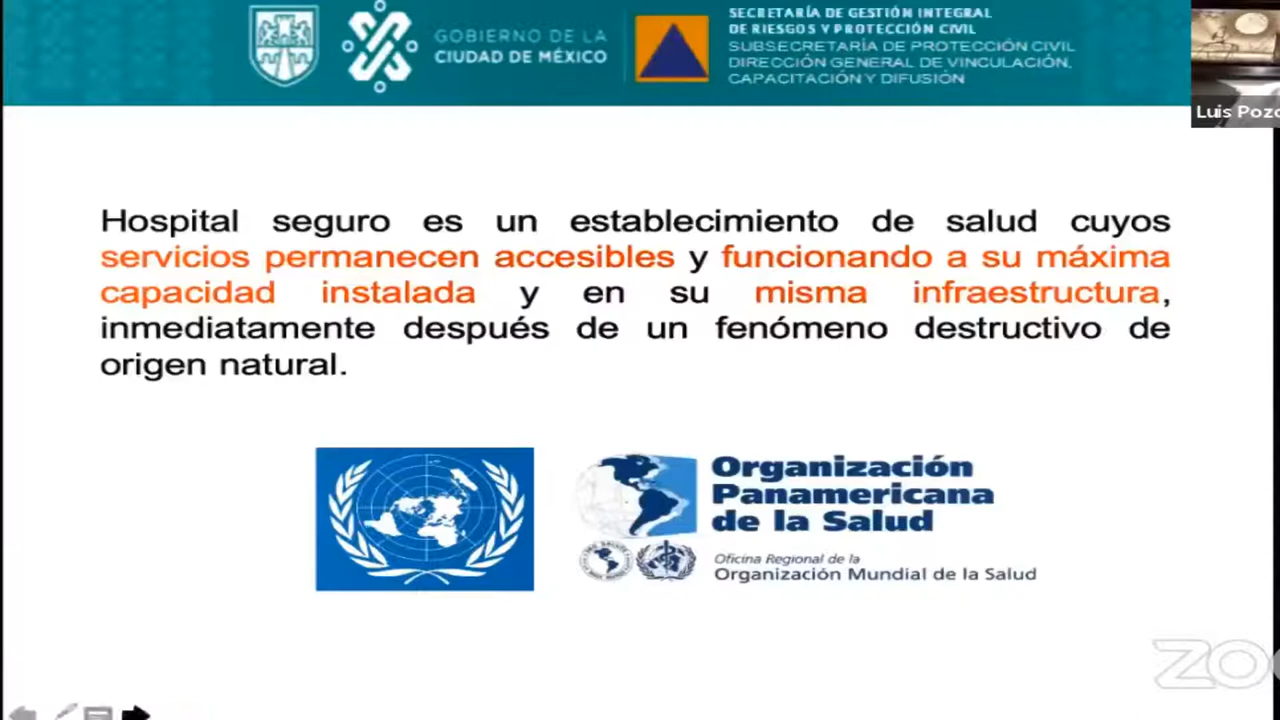 GOBIERNO DE LA
CIUDAD DE MÉXICO
SECRETARÍA DE GESTIÓN INTEGRAL
DE RIESGOS Y PROTECCIÓN CIVIL
SUBSECRETARÍA DE PROTECCIÓN CIVIL
DIRECCIÓN GENERAL DE VINCULACIÓN,
CAPACITACIÓN Y DIFUSIÓN
Luis Pozo
Hospital seguro es un establecimiento de salud cuyos
servicios permanecen accesibles y funcionando a su máxima
capacidad instalada y en su misma infraestructura,
inmediatamente después de un fenómeno destructivo de
origen natural.
Organización
Panamericana
de la Salud
Oficina Regional de la
Organización Mundial de la Salud